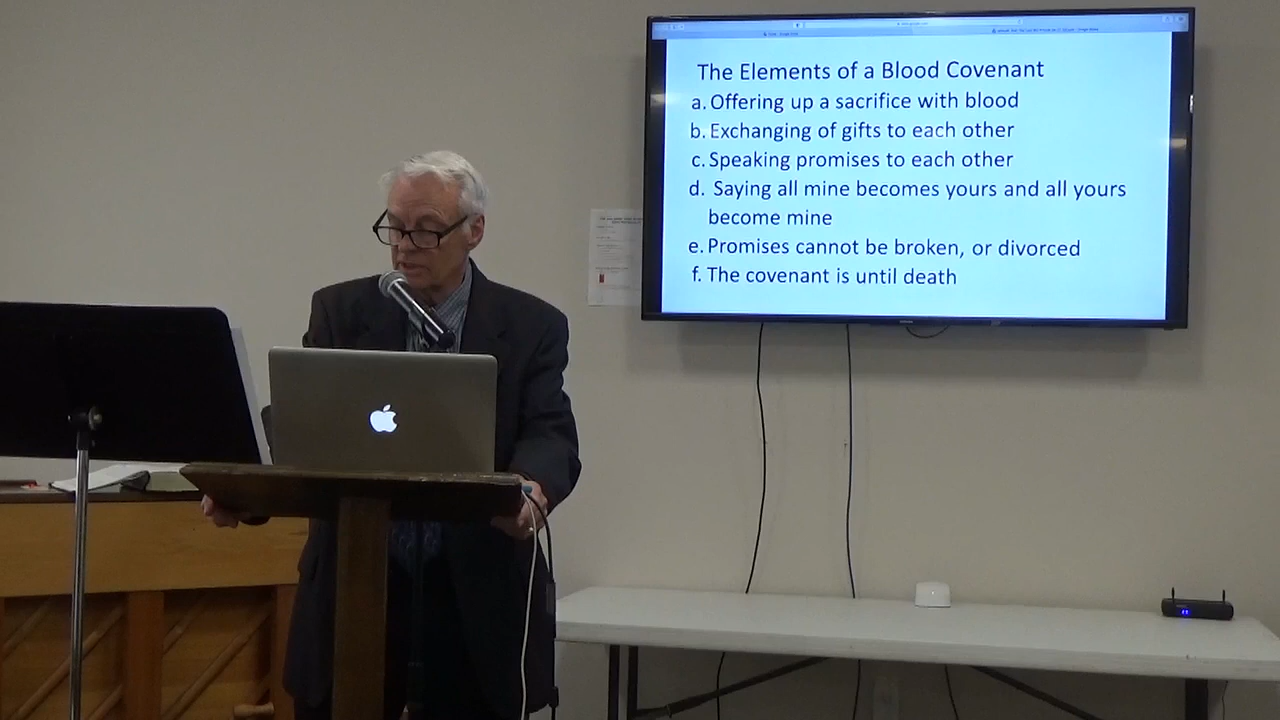 The Elements of a Blood Covenant
a. Offering up a sacrifice with blood
b. Exchanging of gifts to each other
c. Speaking promises to each other
d. Saying all mine becomes yours and all yours
become mine
e. Promises cannot be broken, or divorced
f. The covenant is until death